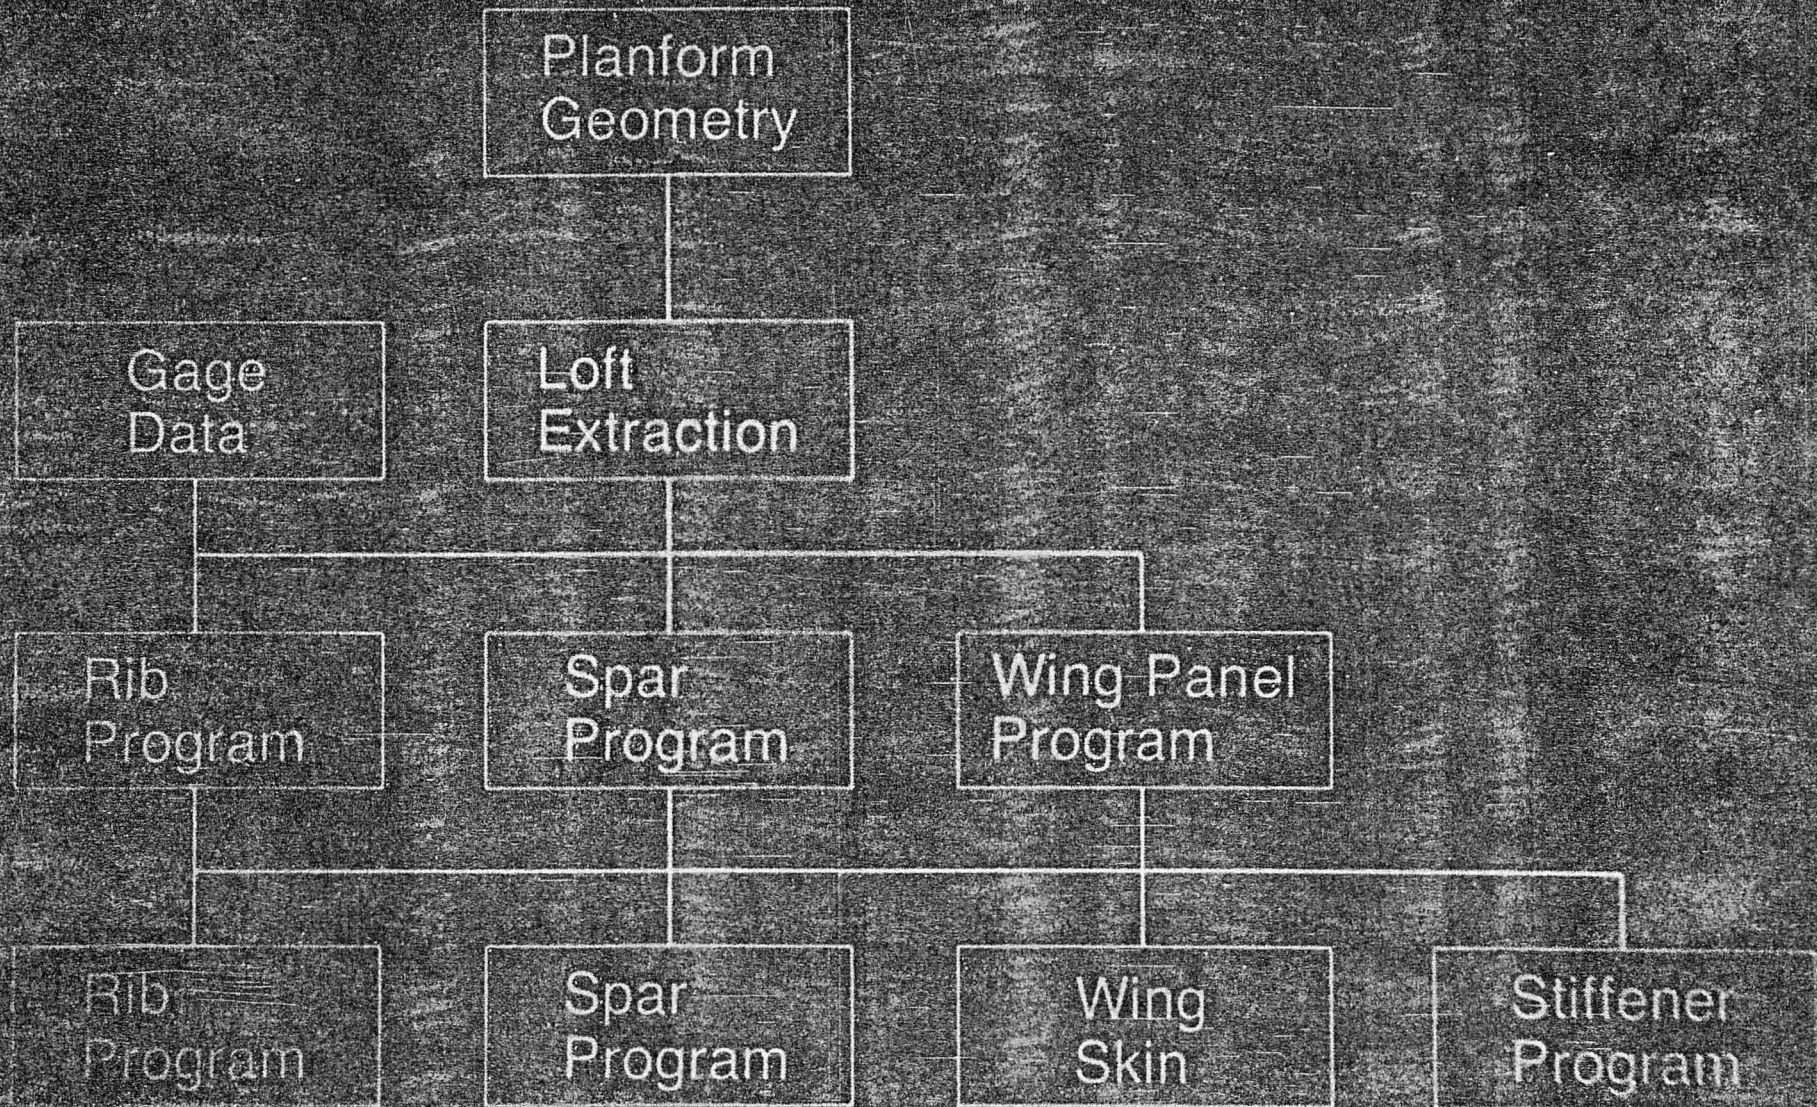 Planform
Geometry
Gage
Data
Loft
Extraction
Rib
Program
Spar
Program
Wing Panel
Program
Rib
Program
Spar
Program
Wing
Skin
Stiffener
Program